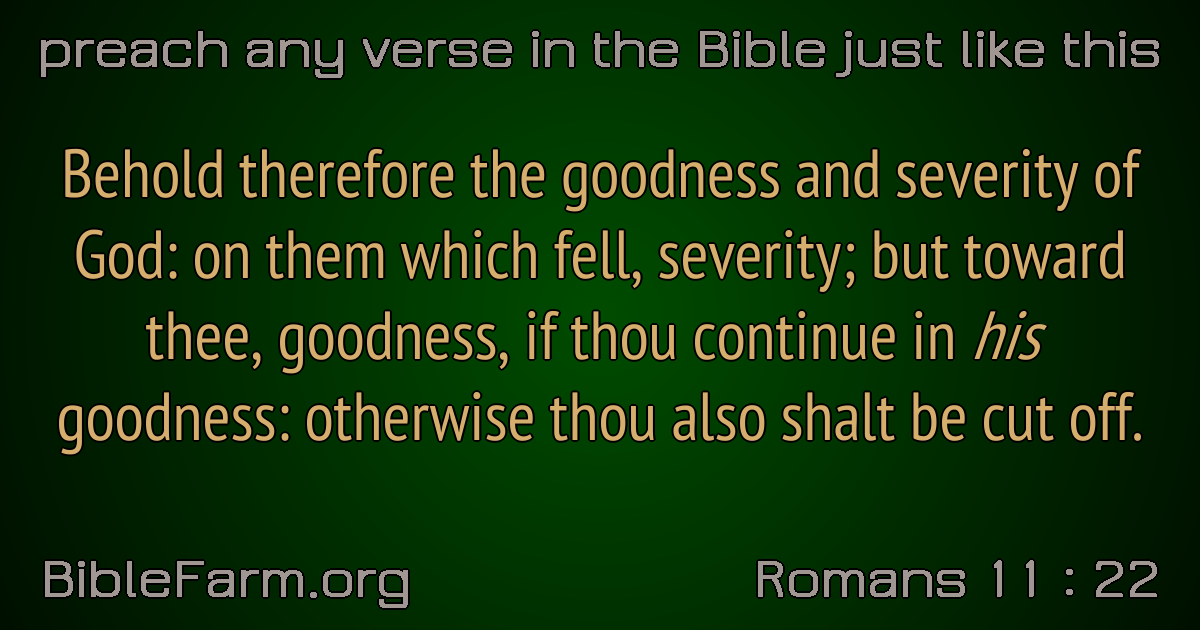 preach any verse in the Bible just like this
Behold therefore the goodness and severity of
God: on them which fell, severity; but toward
thee, goodness, if thou continue in his
goodness: otherwise thou also shalt be cut off.
BibleFarm.org
Romans 11 : 22